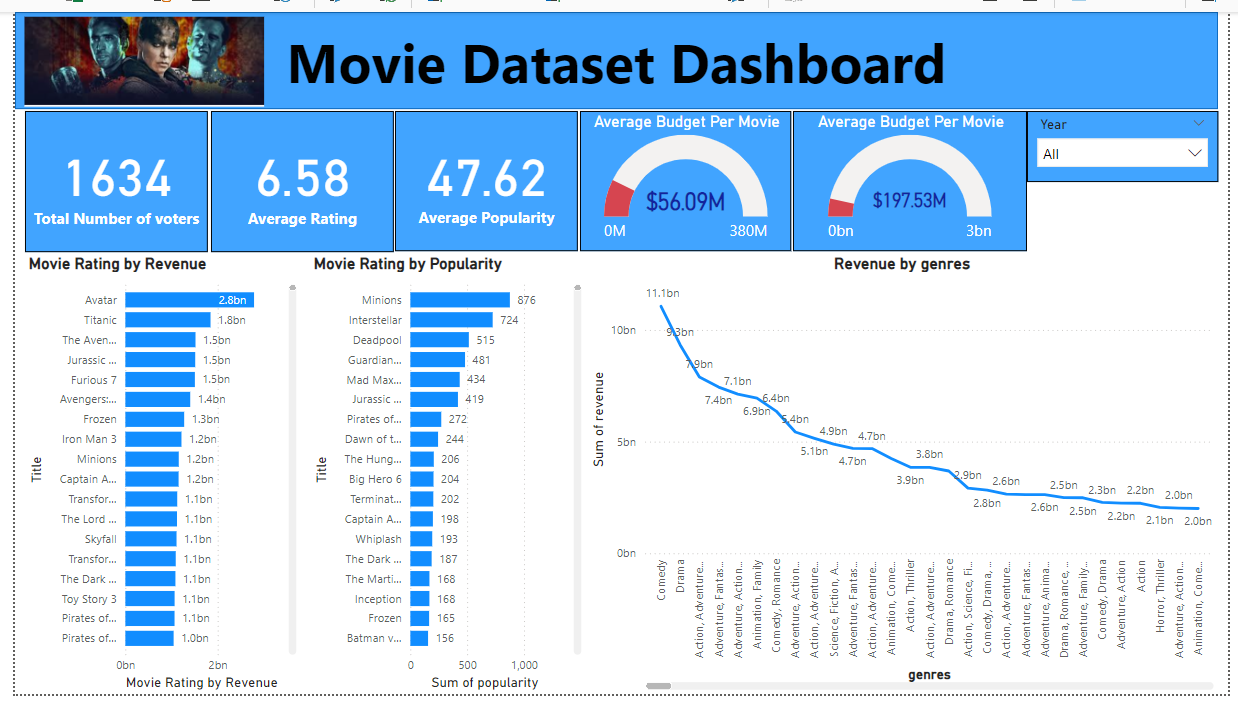 Movie Dataset Dashboard
1634
Total Number of voters
6.58
Average Rating
47.62
Average Popularity
Average Budget Per Movie
$56.09M
0M 380M
Average Budget Per Movie
$197.53M
0bn 3bn
Year
All
Movie Rating by Revenue
Title
Avatar 2.8bn
Titanic 1.8bn
The Aven... 1.5bn
Jurassic ... 1.5bn
Furious 7 1.5bn
Avengers:... 1.4bn
Frozen 1.3bn
Iron Man 3 1.2bn
Minions 1.2bn
Captain A... 1.2bn
Transfor... 1.1bn
The Lord ... 1.1bn
Skyfall 1.1bn
Transfor... 1.1bn
The Dark ... 1.1bn
Toy Story 3 1.1bn
Pirates of... 1.1bn
Pirates of... 1.0bn
0bn 2bn
Movie Rating by Revenue
Movie Rating by Popularity
Title
Minions 876
Interstellar 724
Deadpool 515
Guardian... 481
Mad Max... 434
Jurassic ... 419
Pirates of... 272
Dawn of t... 244
The Hung... 206
Big Hero 6 204
Terminat... 202
Captain A... 198
Whiplash 193
The Dark ... 187
The Marti... 168
Inception 168
Frozen 165
Batman v... 156
0 500 1,000
Sum of popularity
Revenue by genres
Sum of revenue
10bn
5bn
0bn
11.1bn
9.3bn
7.9bn
7.4bn
7.1bn
6.9bn
6.4bn
5.4bn
5.1bn
4.9bn
4.7bn
4.7bn
3.9bn
3.8bn
2.9bn
2.8bn
2.6bn
2.6bn
2.5bn
2.5bn
2.3bn
2.2bn
2.2bn
2.1bn
2.0bn
2.0bn
Comedy
Drama
Action, Adventure...
Adventure, Fantas...
Adventure, Action...
Animation, Family
Comedy, Romance
Adventure, Action...
Action, Adventure...
Science, Fiction, A...
Adventure, Fantas...
Action, Adventure...
Animation, Come...
Action, Thriller
Action, Adventure...
Drama, Romance
Action, Science, Fi...
Comedy, Drama, ...
Action, Adventure...
Adventure, Fantas...
Adventure, Anima...
Drama, Romance, ...
Adventure, Family...
Comedy, Drama
Adventure, Action
Action
Horror, Thriller
Adventure, Action...
Animation, Come...
genres